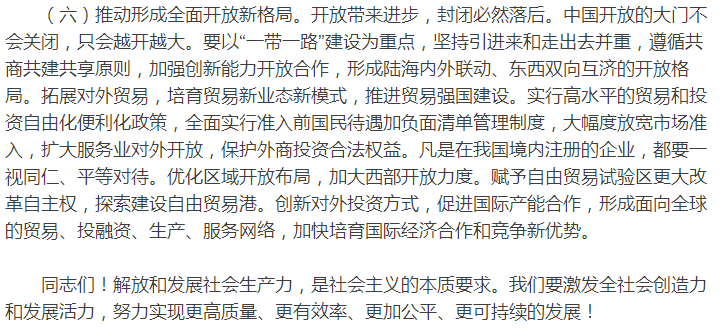 （六）推动形成全面开放新格局。开放带来进步，封闭必然落后。中国开放的大门不
会关闭，只会越开越大。要以“一带一路”建设为重点，坚持引进来和走出去并重，遵循共
商共建共享原则，加强创新能力开放合作，形成陆海内外联动、东西双向互济的开放格
局。拓展对外贸易，培育贸易新业态新模式，推进贸易强国建设。实行高水平的贸易和投
资自由化便利化政策，全面实行准入前国民待遇加负面清单管理制度，大幅度放宽市场准
入，扩大服务业对外开放，保护外商投资合法权益。凡是在我国境内注册的企业，都要一
视同仁、平等对待。优化区域开放布局，加大西部开放力度。赋予自由贸易试验区更大改
革自主权，探索建设自由贸易港。创新对外投资方式，促进国际产能合作，形成面向全球
的贸易、投融资、生产、服务网络，加快培育国际经济合作和竞争新优势。
同志们！解放和发展社会生产力，是社会主义的本质要求。我们要激发全社会创造力
和发展活力，努力实现更高质量、更有效率、更加公平、更可持续的发展！